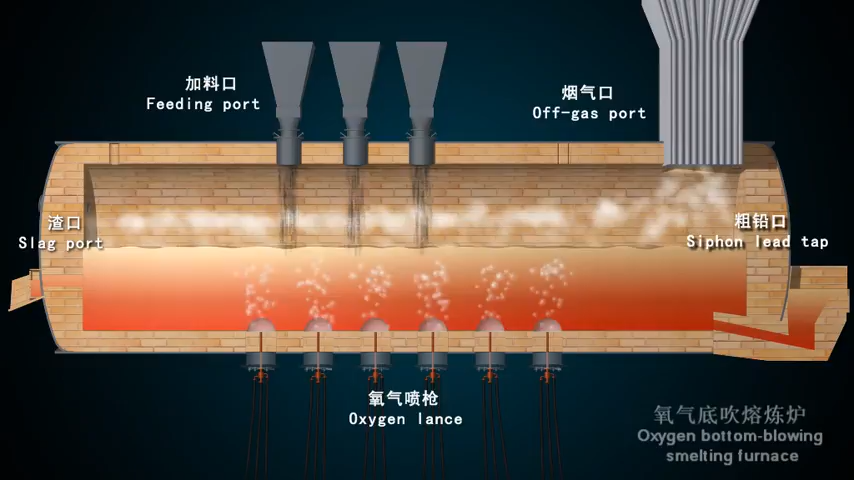 加料口
Feeding port
烟气口
Off-gas port
渣口
Slag port
粗铅口
Siphon lead tap
氧气喷枪
Oxygen lance
氧气底吹熔炼炉
Oxygen bottom-blowing
smelting furnace